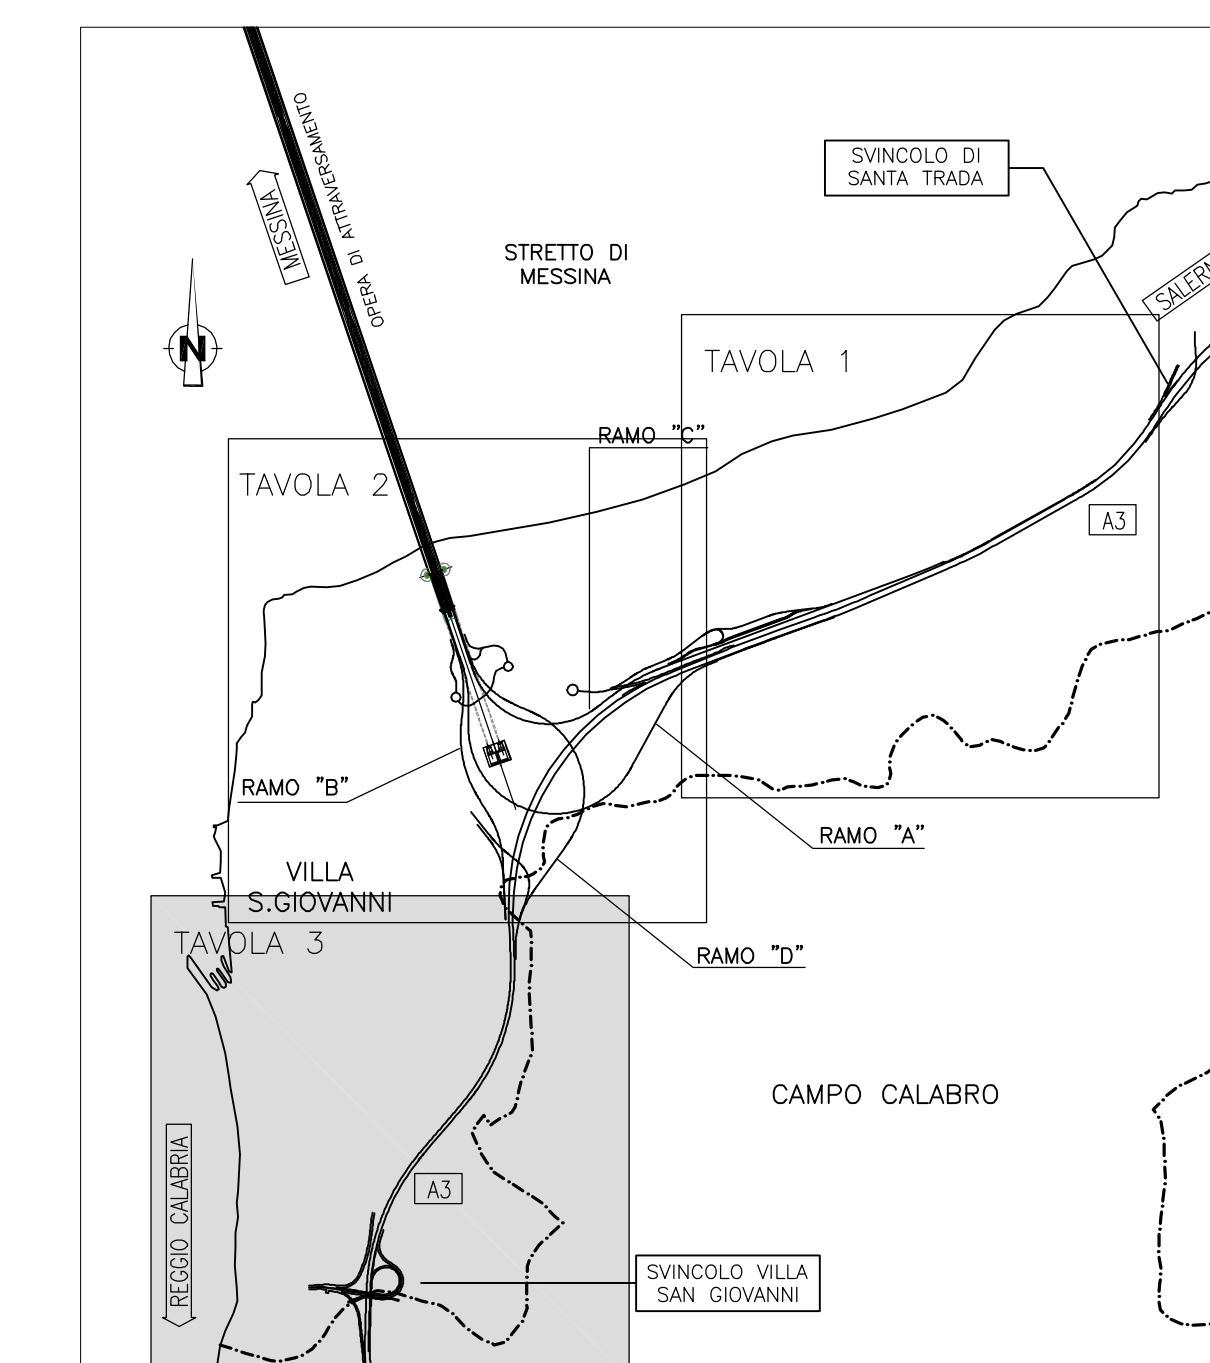 OPERA DI ATTRAVERSAMENTO
MESSINA
SVINCOLO DI
SANTA TRADA
STRETTO DI
MESSINA
N
TAVOLA 1
RAMO "C"
TAVOLA 2
A3
RAMO "B"
RAMO "A"
VILLA
S.GIOVANNI
TAVOLA 3
RAMO "D"
CAMPO CALABRO
REGGIO CALABRIA
A3
SVINCOLO VILLA
SAN GIOVANNI